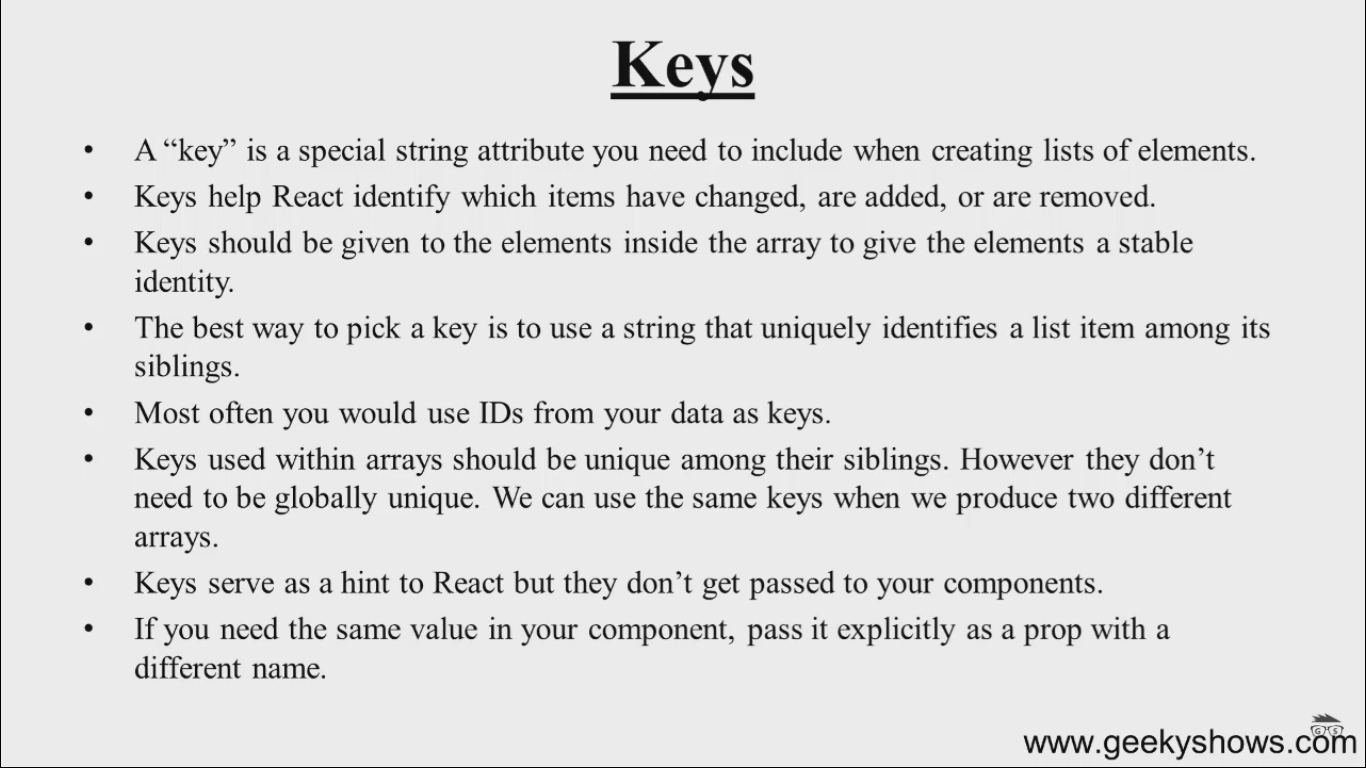 Keys
• A “key” is a special string attribute you need to include when creating lists of elements.
• Keys help React identify which items have changed, are added, or are removed.
• Keys should be given to the elements inside the array to give the elements a stable
identity.
• The best way to pick a key is to use a string that uniquely identifies a list item among its
siblings.
• Most often you would use IDs from your data as keys.
• Keys used within arrays should be unique among their siblings. However they don’t
need to be globally unique. We can use the same keys when we produce two different
arrays.
• Keys serve as a hint to React but they don’t get passed to your components.
• If you need the same value in your component, pass it explicitly as a prop with a
different name.
GS
www.geekyshows.com